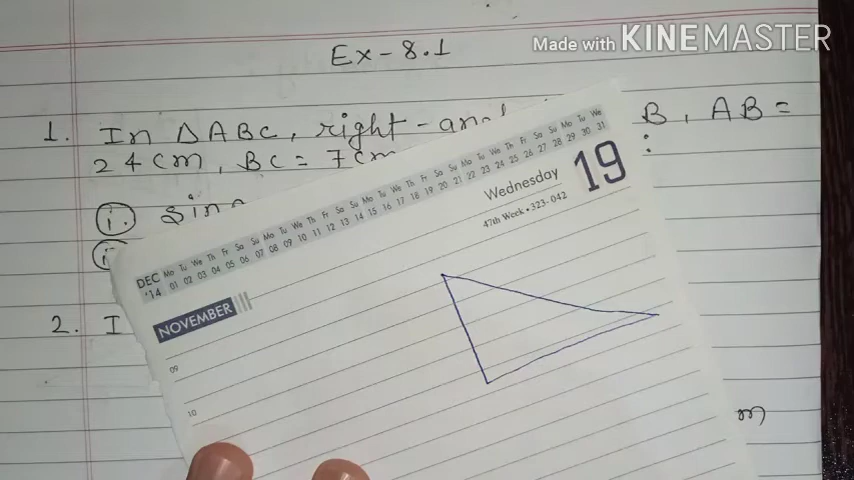 Made with KINEMASTER
Ex-8.1
1. In ΔABC, right- B, AB =
24 cm, BC = 7cm :
i. Sin
2. I
m
19
Wednesday
47th Week • 323-042
Mo Tu We Th Fr Sa Su Mo Tu We Th Fr Sa Su Mo Tu We Th Fr Sa Su Mo Tu We Th Fr Sa Su Mo Tu We
DEC '14 01 02 03 04 05 06 07 08 09 10 11 12 13 14 15 16 17 18 19 20 21 22 23 24 25 26 27 28 29 30 31
NOVEMBER
09
10